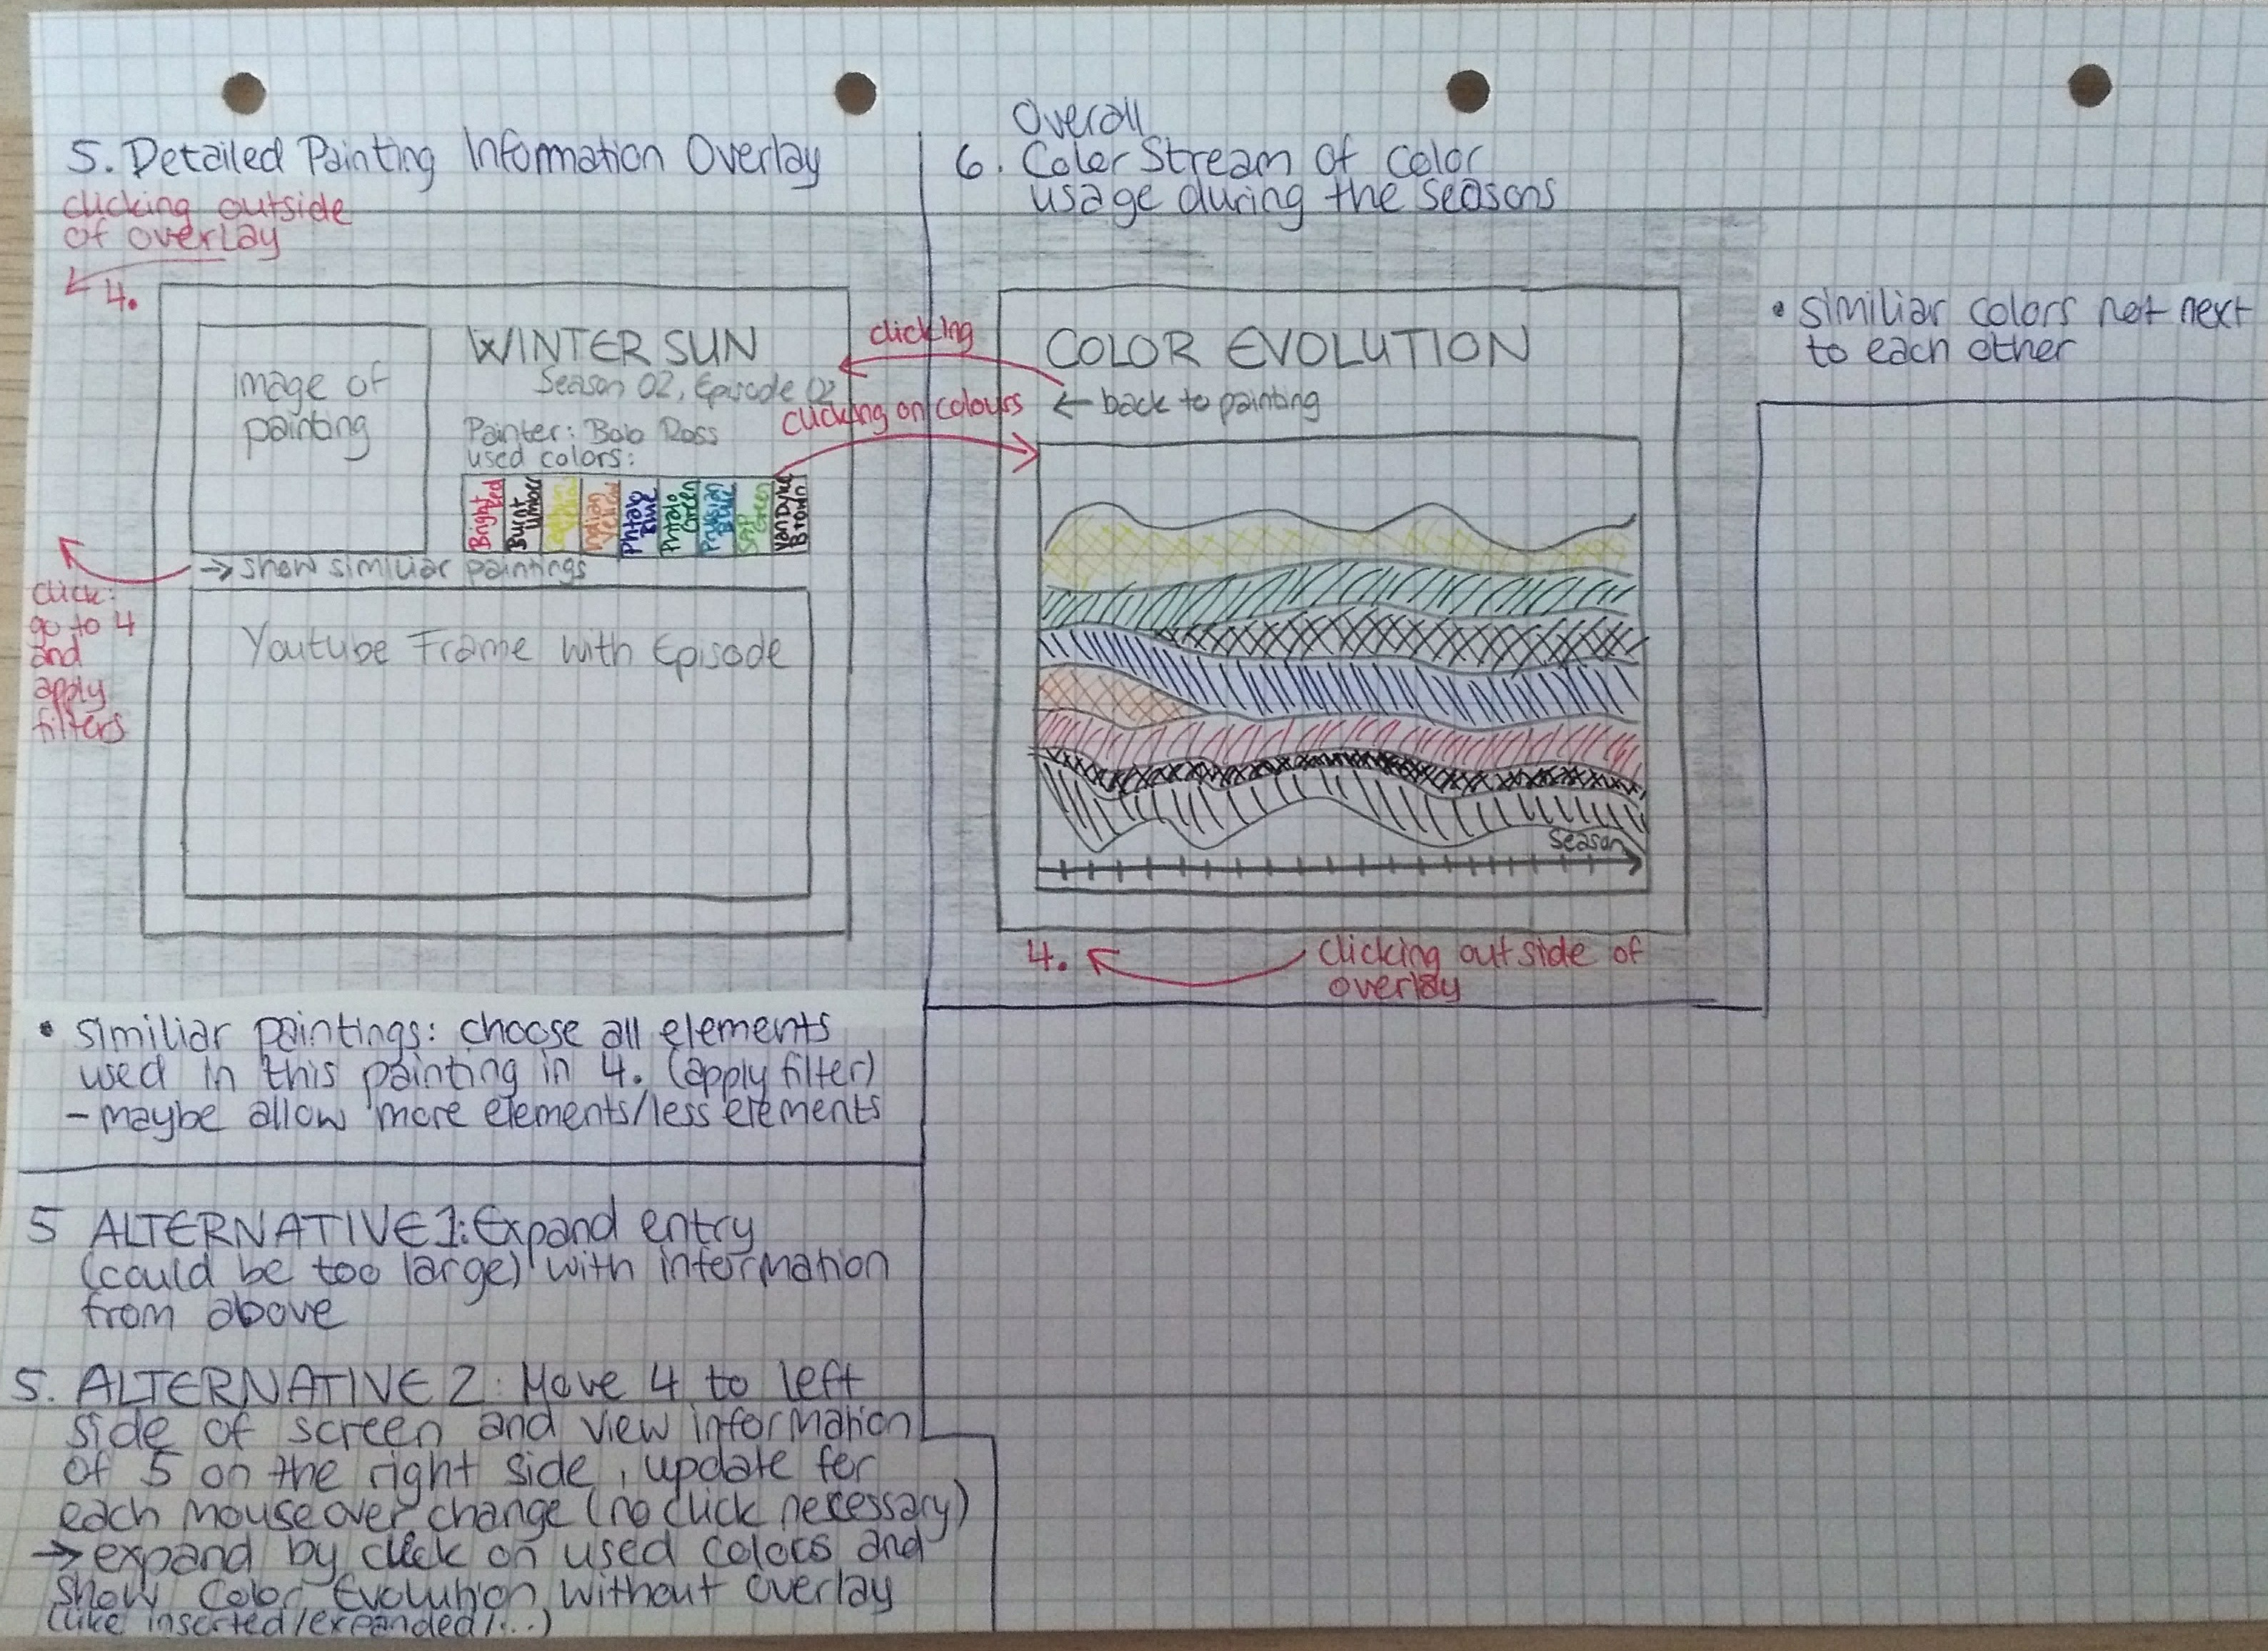 5. Detailed Painting Information Overlay
clicking outside
of overlay
4.
Image of
painting
WINTER SUN
Season 02, Episode 02
Painter: Bob Ross
used colors:
Bright Red
Burnt Umber
Indian Yellow
Phtalo Blue
Phtalo Green
Prussian Blue
Sap Green
Van Dyke Brown
→ show similiar paintings
click:
go to 4
and
apply
filters
Youtube Frame with Episode
• similiar paintings: choose all elements
used in this painting in 4. (apply filter)
- maybe allow more elements/less elements
5 ALTERNATIVE 1: Expand entry
(could be too large) with information
from above
5. ALTERNATIVE 2: Move 4 to left
side of screen and view information
of 5 on the right side, update for
each mouseover change (no click necessary)
→ expand by click on used colors and
show Color Evolution without overlay
(like inserted/expanded/...)
Overall
6. Color Stream of color
usage during the seasons
clicking
clicking on colours
COLOR EVOLUTION
← back to painting
Season
4.
clicking outside of
overlay
• similiar colors not next
to each other